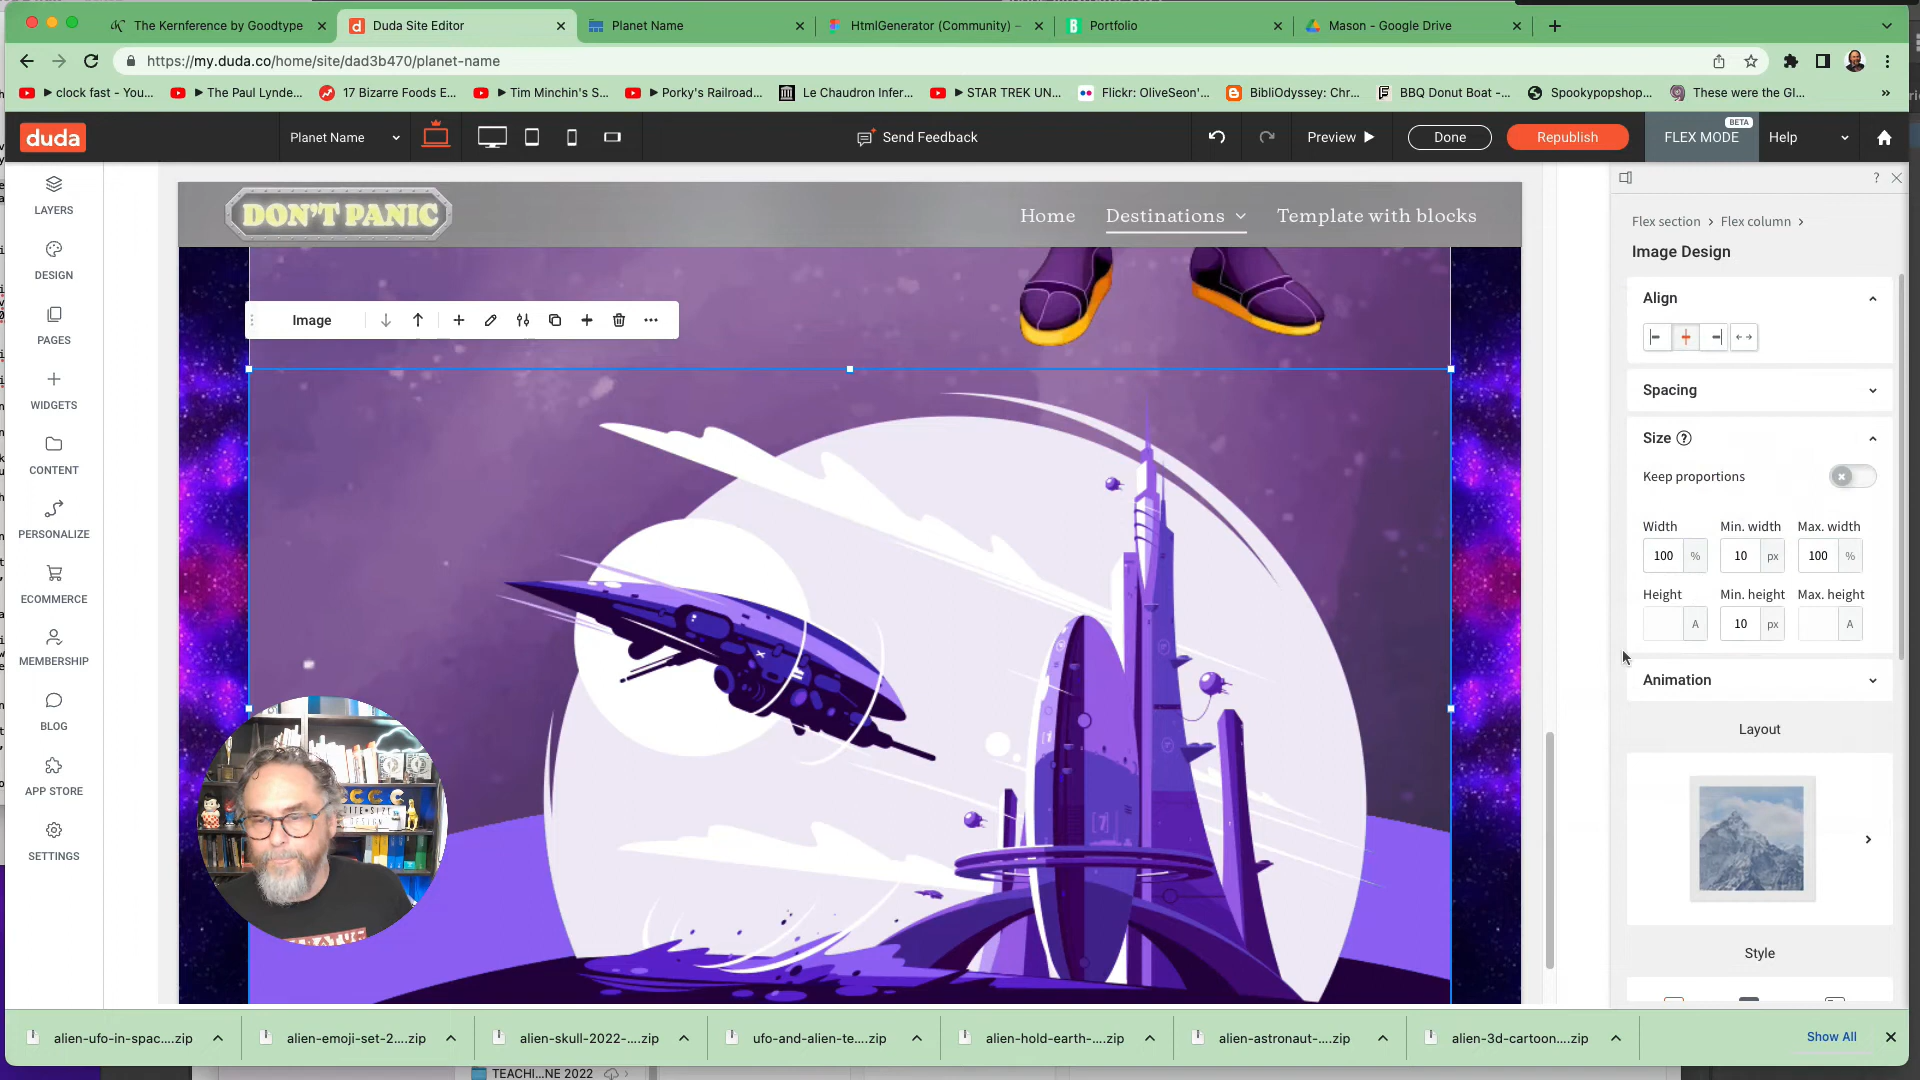 The Kernference by Goodtype
Duda Site Editor
Planet Name
HtmlGenerator (Community) –
Portfolio
Mason - Google Drive
https://my.duda.co/home/site/dad3b470/planet-name
clock fast - You...
The Paul Lynde...
17 Bizarre Foods E...
Tim Minchin's S...
Porky's Railroad...
Le Chaudron Infer...
STAR TREK UN...
Flickr: OliveSeon'...
BibliOdyssey: Chr...
BBQ Donut Boat -...
Spookypopshop...
These were the GI...
duda
Planet Name
Send Feedback
Preview
Done
Republish
FLEX MODE
BETA
Help
LAYERS
DESIGN
PAGES
WIDGETS
CONTENT
PERSONALIZE
ECOMMERCE
MEMBERSHIP
BLOG
APP STORE
SETTINGS
DON'T PANIC
Home
Destinations
Template with blocks
Image
Flex section > Flex column >
Image Design
Align
Spacing
Size
Keep proportions
Width Min. width Max. width
100 % 10 px 100 %
Height Min. height Max. height
A 10 px A
Animation
Layout
Style
alien-ufo-in-spac....zip
alien-emoji-set-2....zip
alien-skull-2022-....zip
ufo-and-alien-te....zip
alien-hold-earth-....zip
alien-astronaut-....zip
alien-3d-cartoon....zip
Show All
TEACHI...NE 2022